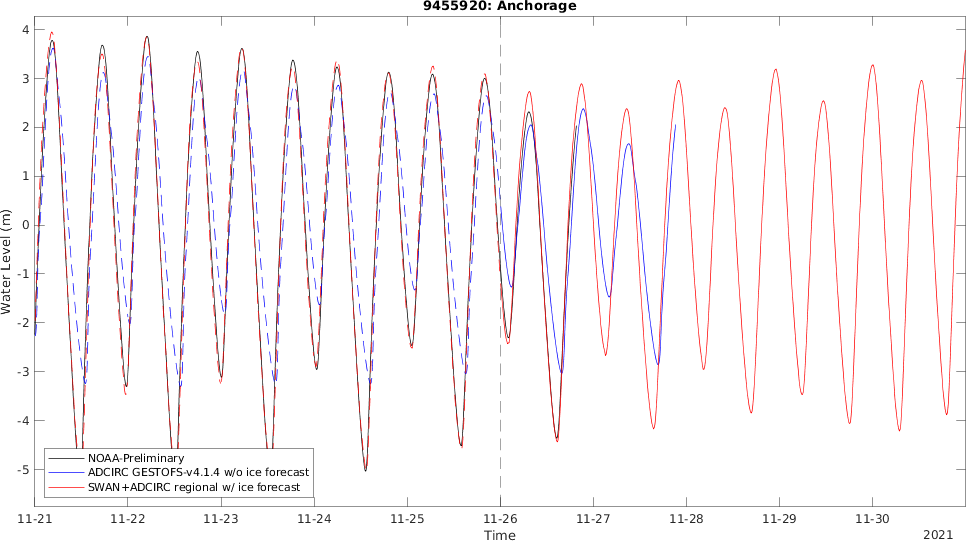 9455920: Anchorage
4
3
2
1
0
-1
-2
-3
-4
-5
Water Level (m)
NOAA-Preliminary
ADCIRC GESTOFS-v4.1.4 w/o ice forecast
SWAN+ADCIRC regional w/ ice forecast
11-21 11-22 11-23 11-24 11-25 11-26 11-27 11-28 11-29 11-30
Time
2021